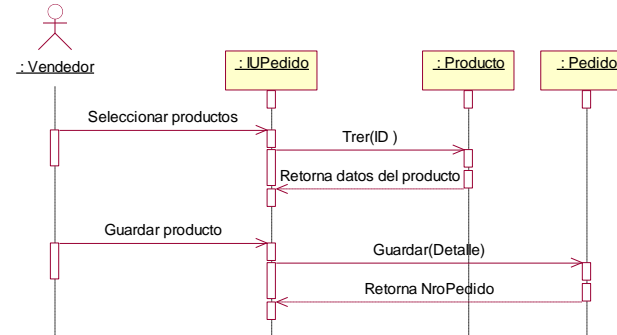 : Vendedor
: IUPedido
: Producto
: Pedido
Seleccionar productos
Trer(ID )
Retorna datos del producto
Guardar producto
Guardar(Detalle)
Retorna NroPedido